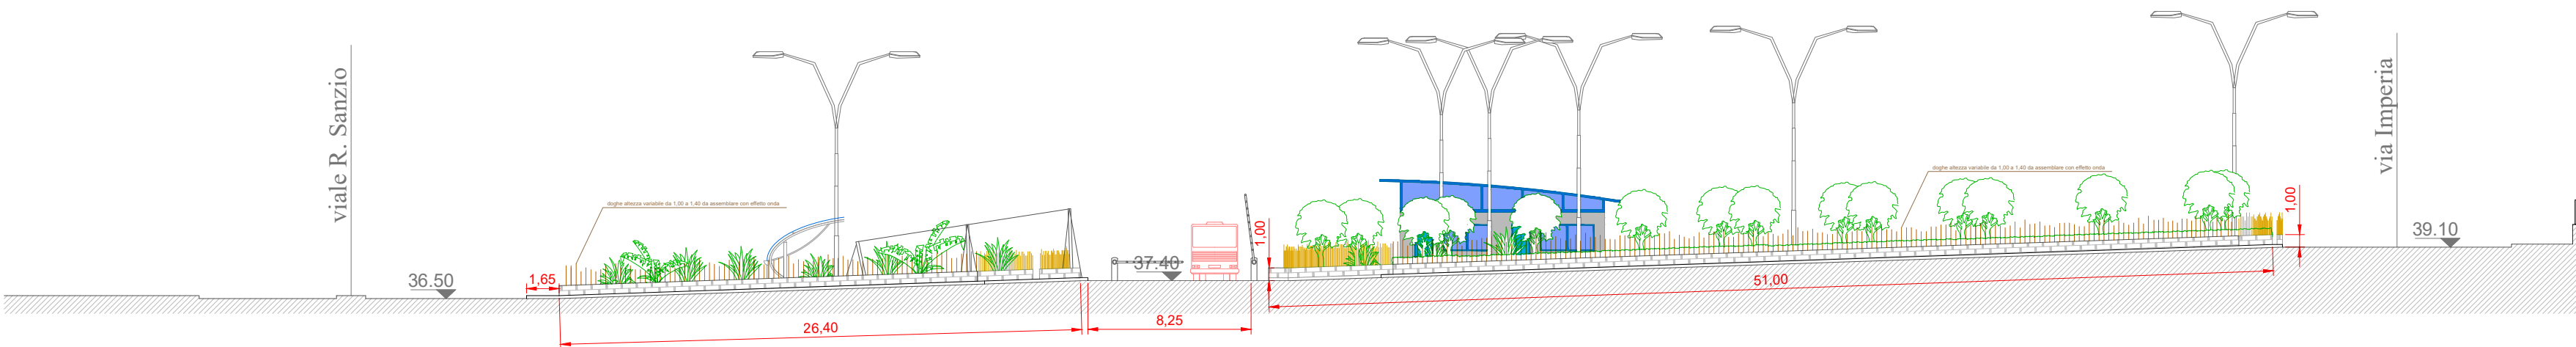 viale R. Sanzio
36.50
1,65
doghe altezza variabile da 1,00 a 1,40 da assemblare con effetto onda
26,40
37.40
8,25
1,00
51,00
doghe altezza variabile da 1,00 a 1,40 da assemblare con effetto onda
1,00
via Imperia
39.10